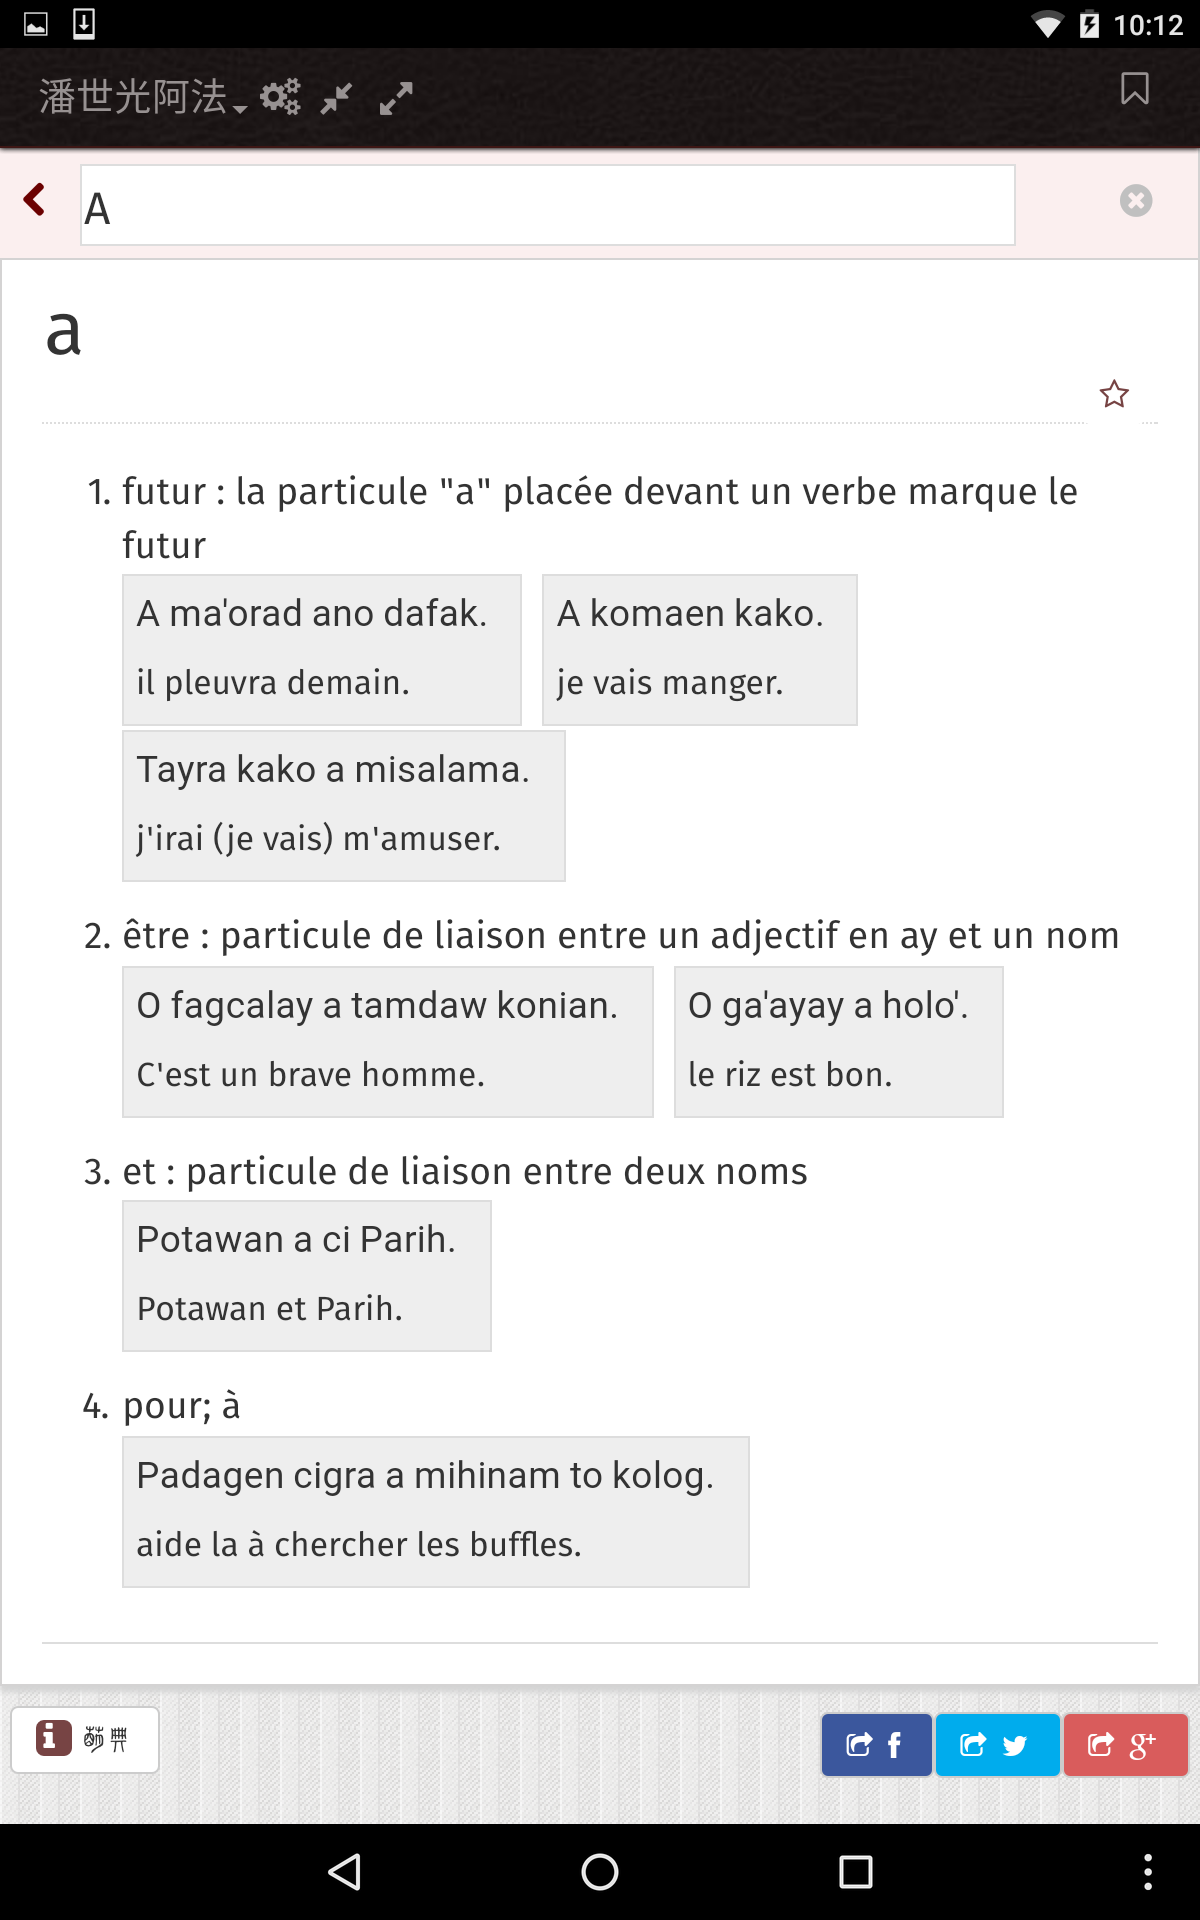 10:12
潘世光阿法
A
a
1. futur : la particule "a" placée devant un verbe marque le
futur
A ma'orad ano dafak.
il pleuvra demain.
A komaen kako.
je vais manger.
Tayra kako a misalama.
j'irai (je vais) m'amuser.
2. être : particule de liaison entre un adjectif en ay et un nom
O fagcalay a tamdaw konian.
C'est un brave homme.
O ga'ayay a holo'.
le riz est bon.
3. et : particule de liaison entre deux noms
Potawan a ci Parih.
Potawan et Parih.
4. pour; à
Padagen cigra a mihinam to kolog.
aide la à chercher les buffles.